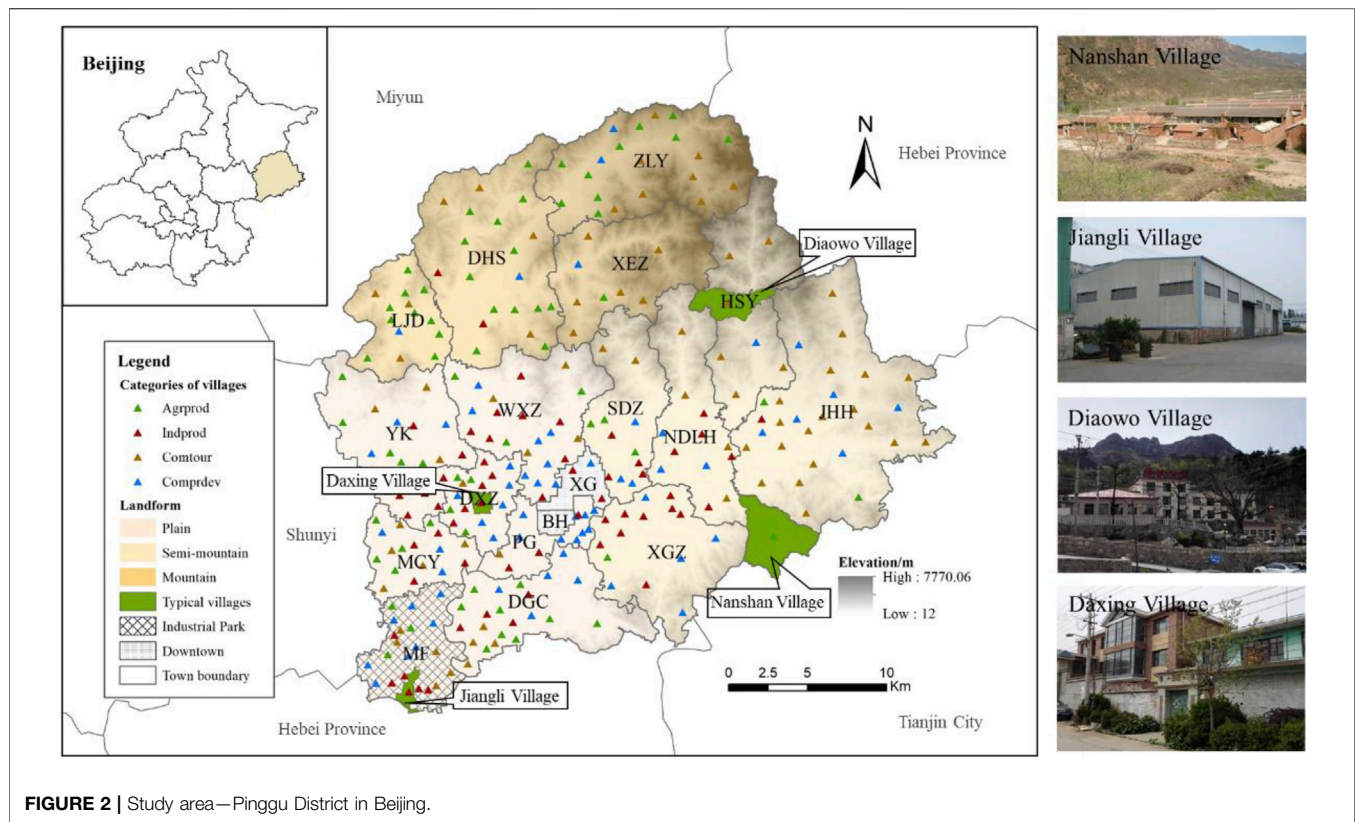 Beijing
Miyun
N
Hebei Province
ZLY
Diaowo Village
DHS
XEZ
HSY
LJD
Legend
Categories of villages
Agrprod
Indprod
Comtour
Comprdev
Landform
Plain
Semi-mountain
Mountain
Typical villages
Industrial Park
Downtown
Town boundary
WXZ
SDZ
JHH
YK
NDLH
Daxing Village
XG
DXZ
BH
Shunyi
PG
MCY
XGZ
Elevation/m
High : 7770.06
Low : 12
DGC
Nanshan Village
MF
0 2.5 5 10
Km
Jiangli Village
Hebei Province
Tianjin City
Nanshan Village
Jiangli Village
Diaowo Village
Daxing Village
FIGURE 2 | Study area—Pinggu District in Beijing.